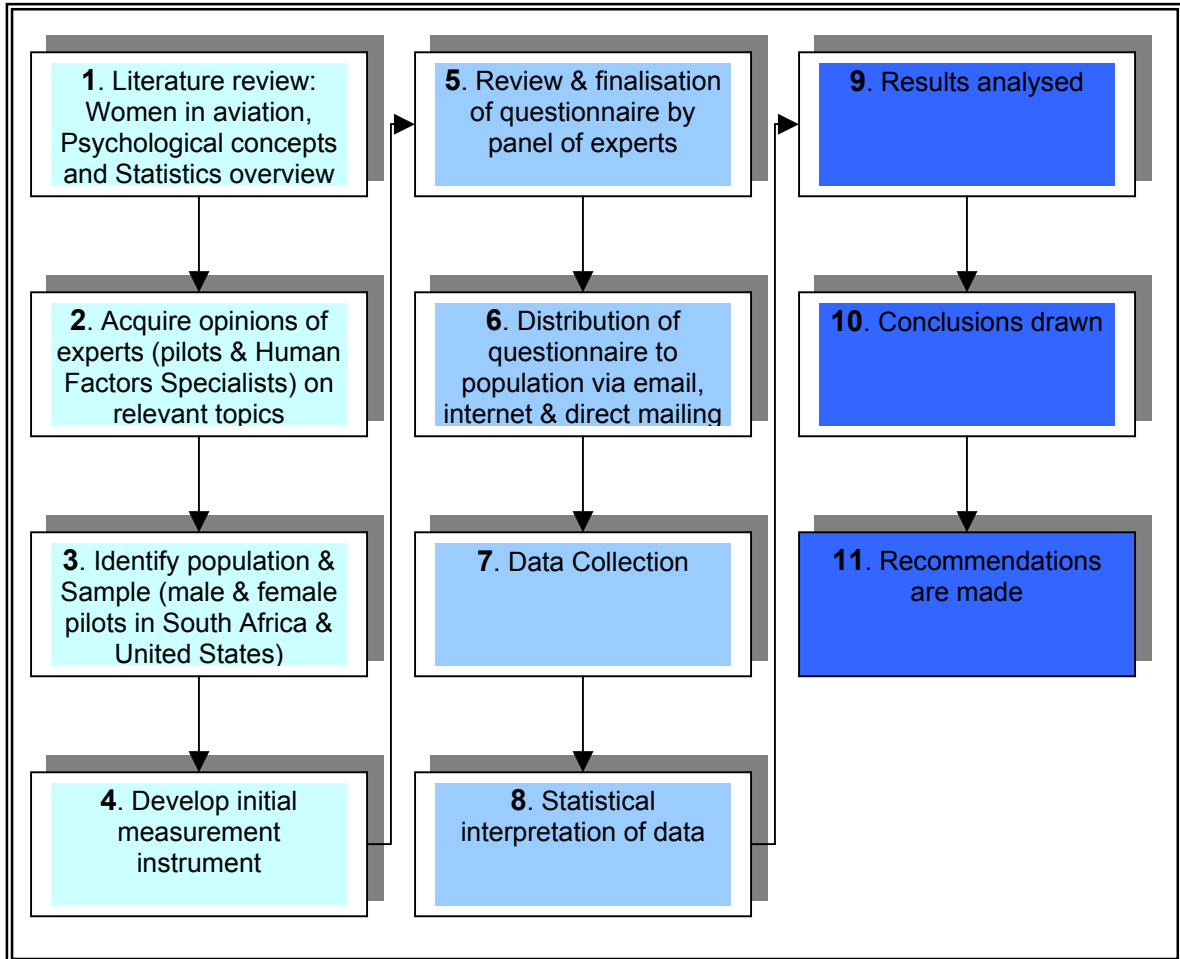 1. Literature review:
Women in aviation,
Psychological concepts
and Statistics overview
2. Acquire opinions of
experts (pilots & Human
Factors Specialists) on
relevant topics
3. Identify population &
Sample (male & female
pilots in South Africa &
United States)
4. Develop initial
measurement
instrument
5. Review & finalisation
of questionnaire by
panel of experts
6. Distribution of
questionnaire to
population via email,
internet & direct mailing
7. Data Collection
8. Statistical
interpretation of data
9. Results analysed
10. Conclusions drawn
11. Recommendations
are made